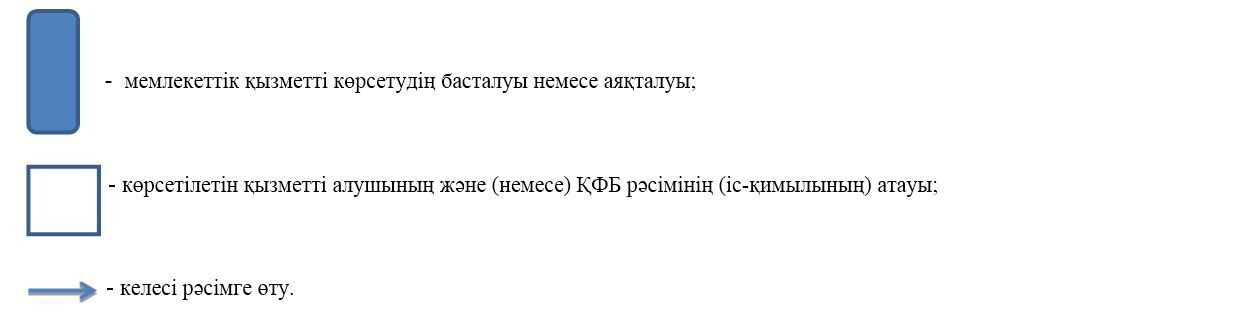 - мемлекеттік қызметті көрсетудің басталуы немесе аяқталуы;
- көрсетілетін қызметті алушының және (немесе) ҚФБ рәсімінің (іс-қимылының) атауы;
- келесі рәсімге өту.